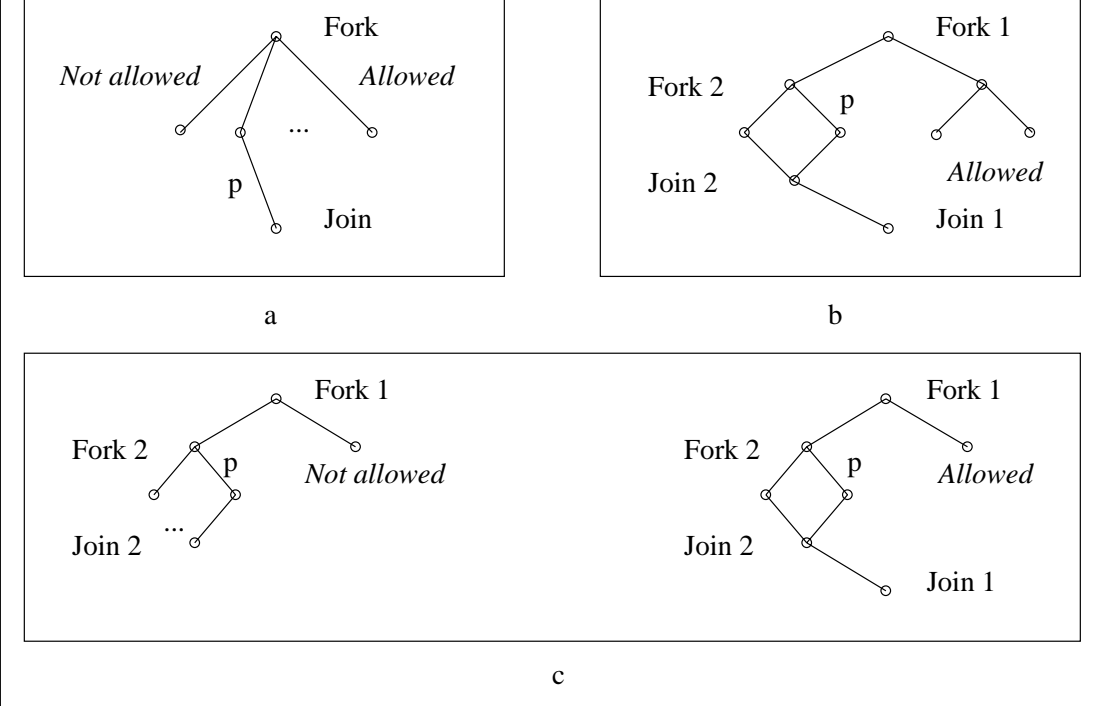 Fork
Not allowed
Allowed
...
p
Join
a
Fork 1
Fork 2
p
Join 2
Allowed
Join 1
b
Fork 1
Fork 2
p
Not allowed
...
Join 2
Fork 1
Fork 2
p
Allowed
Join 2
Join 1
c